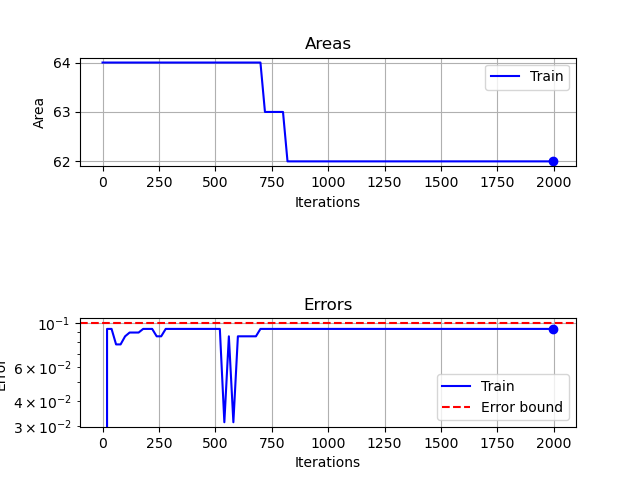 Areas
64
63
62
Area
Train
0 250 500 750 1000 1250 1500 1750 2000
Iterations
Errors
10⁻¹
6 × 10⁻²
4 × 10⁻²
3 × 10⁻²
Error
Train
Error bound
0 250 500 750 1000 1250 1500 1750 2000
Iterations